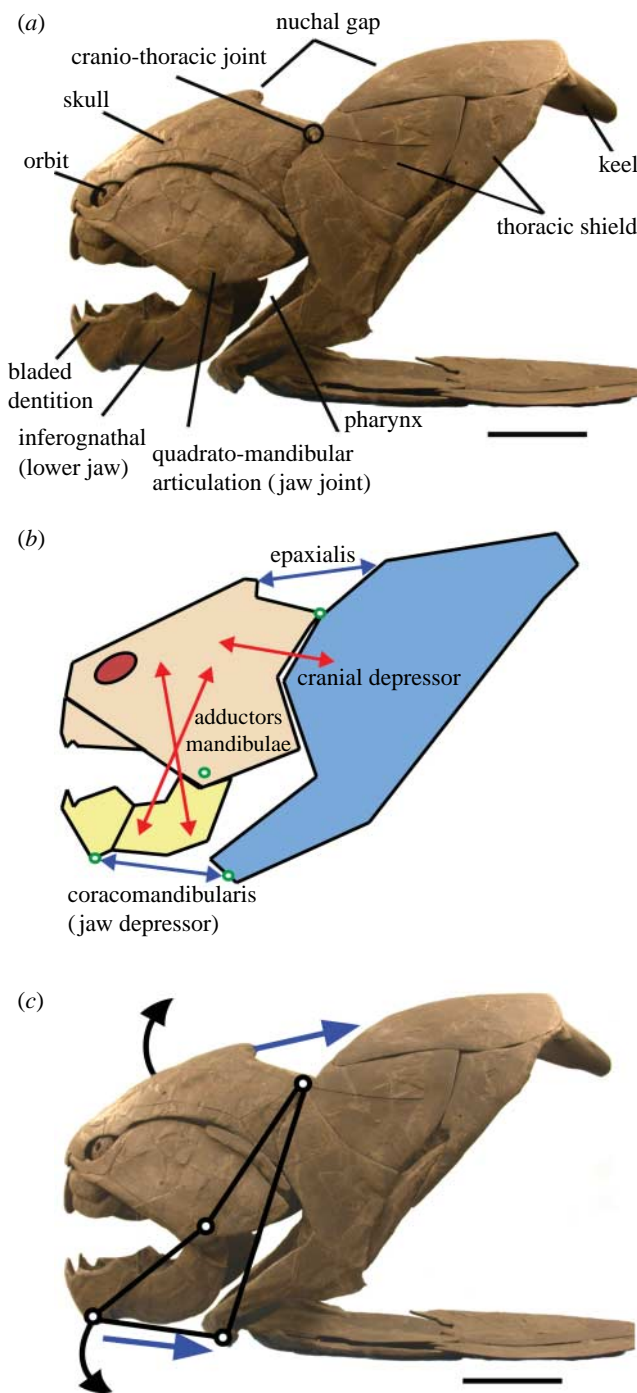 (a)
nuchal gap
cranio-thoracic joint
skull
orbit
keel
thoracic shield
bladed
dentition
pharynx
inferognathal
(lower jaw)
quadrato-mandibular
articulation (jaw joint)
(b)
epaxialis
cranial depressor
adductors
mandibulae
coracomandibularis
(jaw depressor)
(c)